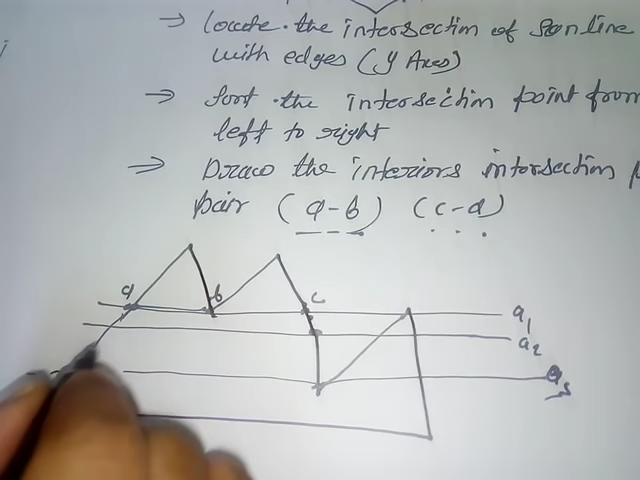 → locate the intersection of scanline
with edges (y Axes)
→ Sort the intersection point from
left to right
→ Draw the interiors intersection p
pair (a-b) (c-d)
a b c a1
a2
a3